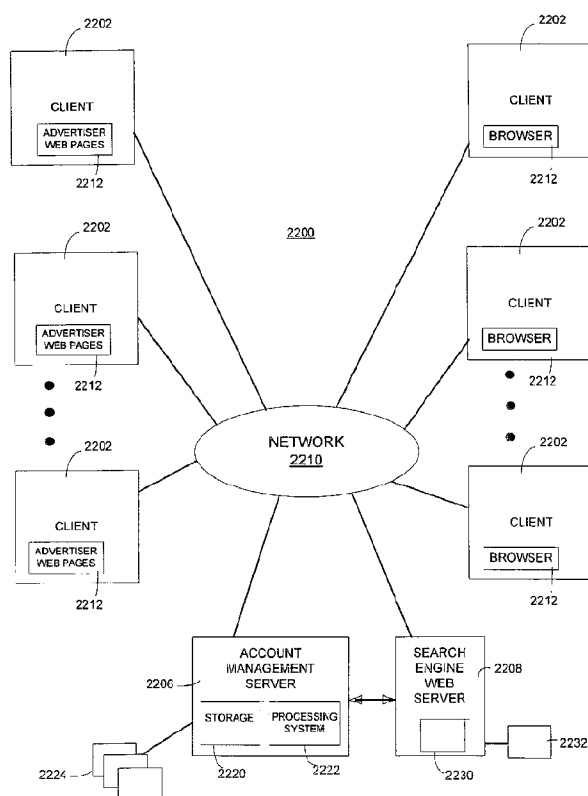 2202
CLIENT
ADVERTISER
WEB PAGES
2212
2202
CLIENT
BROWSER
2212
2200
2202
CLIENT
ADVERTISER
WEB PAGES
2212
2202
CLIENT
BROWSER
2212
NETWORK
2210
2202
CLIENT
ADVERTISER
WEB PAGES
2212
2202
CLIENT
BROWSER
2212
2206
ACCOUNT
MANAGEMENT
SERVER
STORAGE
PROCESSING
SYSTEM
2220
2222
2224
SEARCH
ENGINE
WEB
SERVER
2208
2230
2232